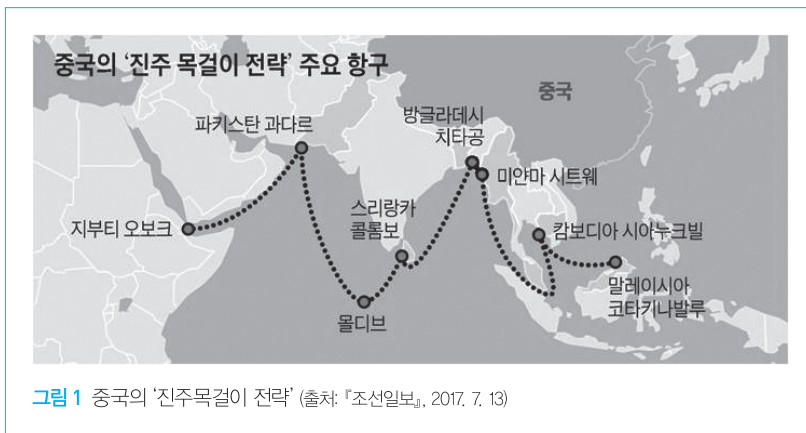 중국의 ‘진주 목걸이 전략’ 주요 항구
중국
방글라데시
치타공
파키스탄 과다르
미얀마 시트웨
스리랑카
콜롬보
지부티 오보크
캄보디아 시아누크빌
말레이시아
코타키나발루
몰디브
그림 1 중국의 ‘진주목걸이 전략’ (출처: 『조선일보』, 2017. 7. 13)